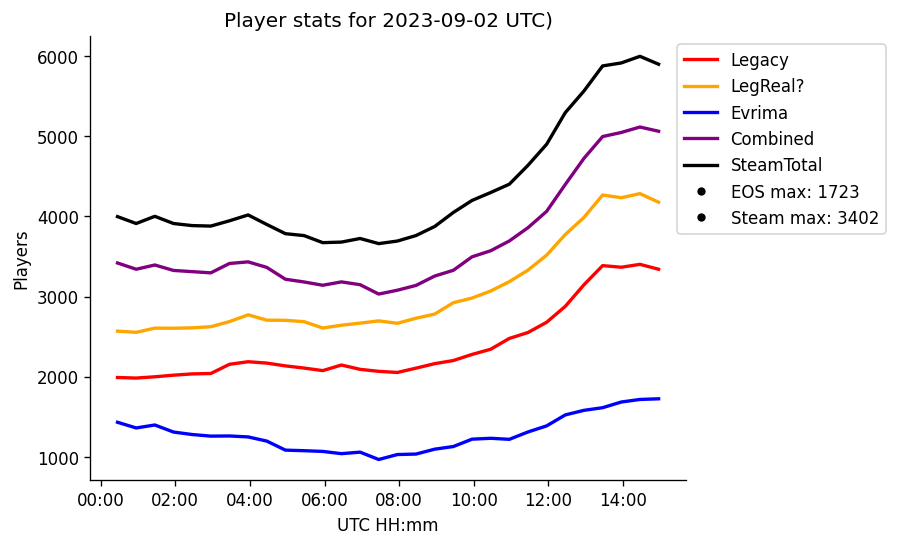 Player stats for 2023-09-02 UTC)
6000
5000
4000
3000
2000
1000
Players
00:00 02:00 04:00 06:00 08:00 10:00 12:00 14:00
UTC HH:mm
Legacy
LegReal?
Evrima
Combined
SteamTotal
EOS max: 1723
Steam max: 3402